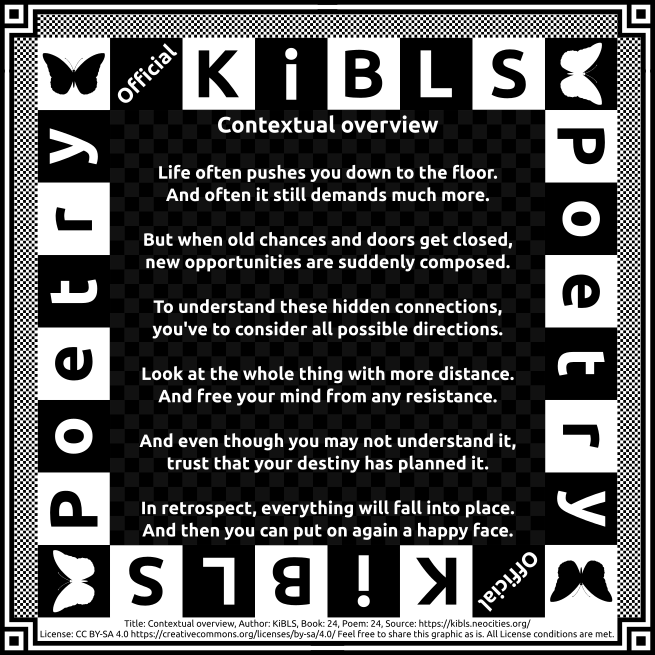 Official KiBLS
Poetry
Poetry
Contextual overview
Life often pushes you down to the floor.
And often it still demands much more.
But when old chances and doors get closed,
new opportunities are suddenly composed.
To understand these hidden connections,
you've to consider all possible directions.
Look at the whole thing with more distance.
And free your mind from any resistance.
And even though you may not understand it,
trust that your destiny has planned it.
In retrospect, everything will fall into place.
And then you can put on again a happy face.
Official KiBLS
Title: Contextual overview, Author: KiBLS, Book: 24, Poem: 24, Source: https://kibls.neocities.org/
License: CC BY-SA 4.0 https://creativecommons.org/licenses/by-sa/4.0/ Feel free to share this graphic as is. All License conditions are met.